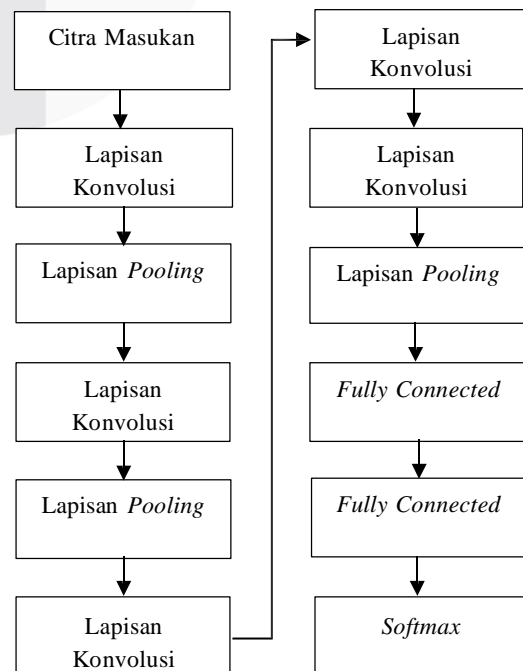 Citra Masukan
Lapisan
Konvolusi
Lapisan Pooling
Lapisan
Konvolusi
Lapisan Pooling
Lapisan
Konvolusi
Lapisan
Konvolusi
Lapisan
Konvolusi
Lapisan Pooling
Fully Connected
Fully Connected
Softmax